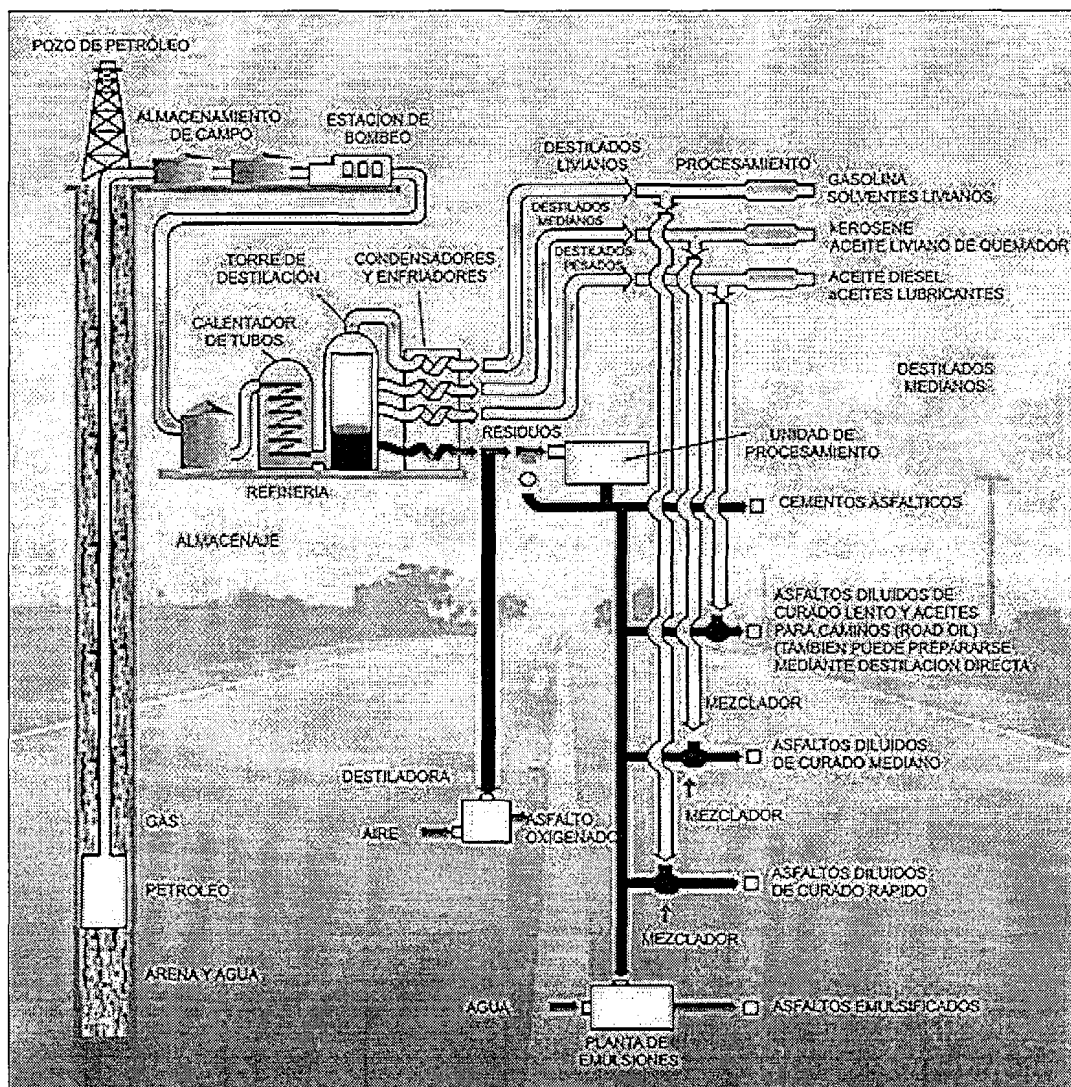 POZO DE PETRÓLEO
ALMACENAMIENTO
DE CAMPO
ESTACION DE
BOMBEO
DESTILADOS
LIVIANOS
PROCESAMIENTO
GASOLINA
SOLVENTES LIVIANOS
DESTILADOS
MEDIANOS
KEROSENE
ACEITE LIVIANO DE QUEMADOR
DESTILADOS
PESADOS
ACEITE DIESEL
ACEITES LUBRICANTES
TORRE DE
DESTILACIÓN
CONDENSADORES
Y ENFRIADORES
CALENTADOR
DE TUBOS
DESTILADOS
MEDIANOS
RESIDUOS
UNIDAD DE
PROCESAMIENTO
REFINERIA
CEMENTOS ASFÁLTICOS
ALMACENAJE
ASFALTOS DILUIDOS DE
CURADO LENTO Y ACEITES
PARA CAMINOS (ROAD OIL)
(TAMBIEN PUEDE PREPARARSE
MEDIANTE DESTILACION DIRECTA
MEZCLADOR
ASFALTOS DILUIDOS
DE CURADO MEDIANO
DESTILADORA
MEZCLADOR
GAS
AIRE
ASFALTO
OXIGENADO
PETROLEO
ASFALTOS DILUIDOS
DE CURADO RAPIDO
MEZCLADOR
ARENA Y AGUA
AGUA
ASFALTOS EMULSIFICADOS
PLANTA DE
EMULSIONES